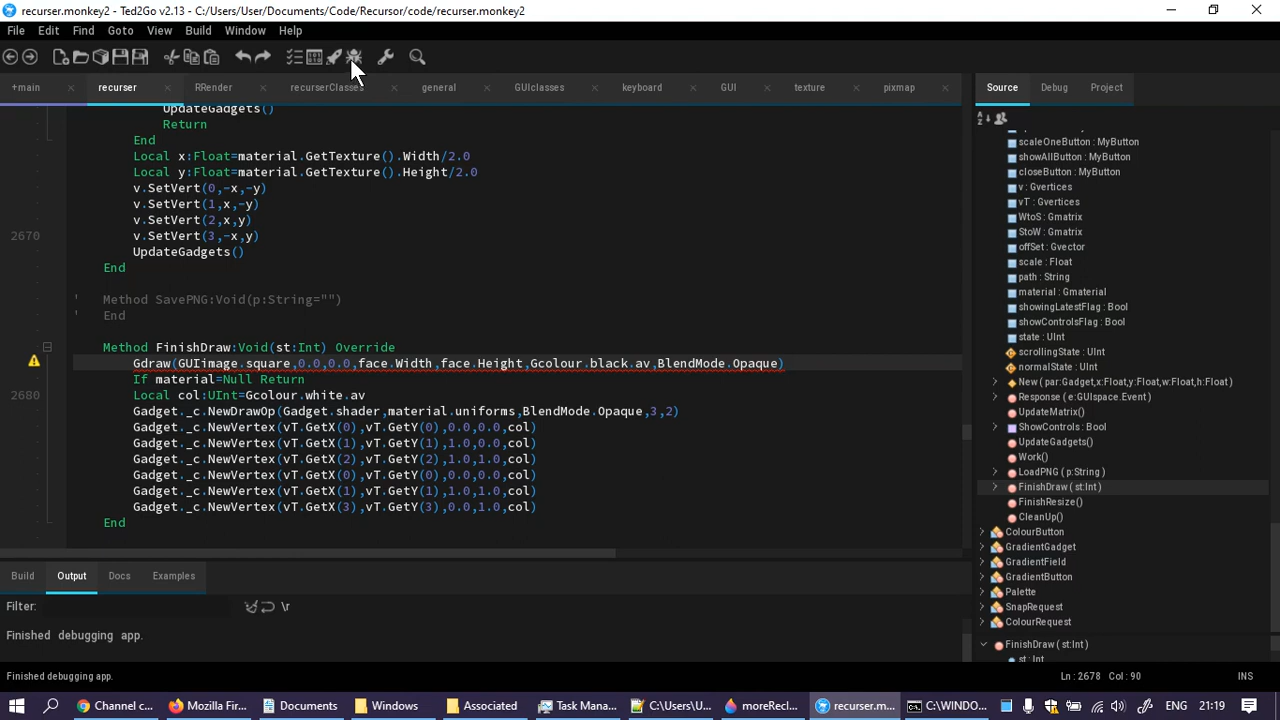 recurser.monkey2 - Ted2Go v2.13 - C:/Users/User/Documents/Code/Recursor/code/recurser.monkey2
File Edit Find Goto View Build Window Help
+main recurser RRender recurserClasses general GUIclasses keyboard GUI texture pixmap
Source Debug Project
UpdateGadgets()
Return
End
Local x:Float=material.GetTexture().Width/2.0
Local y:Float=material.GetTexture().Height/2.0
v.SetVert(0,-x,-y)
v.SetVert(1,x,-y)
v.SetVert(2,x,y)
2670 v.SetVert(3,-x,y)
UpdateGadgets()
End
' Method SavePNG:Void(p:String="")
' End
Method FinishDraw:Void(st:Int) Override
Gdraw(GUIimage.square,0.0,0.0,face.Width,face.Height,Gcolour.black.av,BlendMode.Opaque)
If material=Null Return
2680 Local col:UInt=Gcolour.white.av
Gadget._c.NewDrawOp(Gadget.shader,material.uniforms,BlendMode.Opaque,3,2)
Gadget._c.NewVertex(vT.GetX(0),vT.GetY(0),0.0,0.0,col)
Gadget._c.NewVertex(vT.GetX(1),vT.GetY(1),1.0,0.0,col)
Gadget._c.NewVertex(vT.GetX(2),vT.GetY(2),1.0,1.0,col)
Gadget._c.NewVertex(vT.GetX(0),vT.GetY(0),0.0,0.0,col)
Gadget._c.NewVertex(vT.GetX(1),vT.GetY(1),1.0,1.0,col)
Gadget._c.NewVertex(vT.GetX(3),vT.GetY(3),0.0,1.0,col)
End
scaleOneButton : MyButton
showAllButton : MyButton
closeButton : MyButton
v : Gvertices
vT : Gvertices
WtoS : Gmatrix
StoW : Gmatrix
offSet : Gvector
scale : Float
path : String
material : Gmaterial
showingLatestFlag : Bool
showControlsFlag : Bool
state : UInt
scrollingState : UInt
normalState : UInt
New ( par:Gadget,x:Float,y:Float,w:Float,h:Float )
Response ( e:GUIspace.Event )
UpdateMatrix()
ShowControls : Bool
UpdateGadgets()
Work()
LoadPNG ( p:String )
FinishDraw ( st:Int )
FinishResize()
CleanUp()
ColourButton
GradientGadget
GradientField
GradientButton
Palette
SnapRequest
ColourRequest
FinishDraw ( st:Int )
st : Int
Build Output Docs Examples
Filter: \r
Finished debugging app.
Finished debugging app. Ln : 2678 Col : 90 INS
Channel c... Mozilla Fir... Documents Windows Associated Task Mana... C:\Users\U... moreRecl... recurser.m... C:\WINDO... ENG 21:19